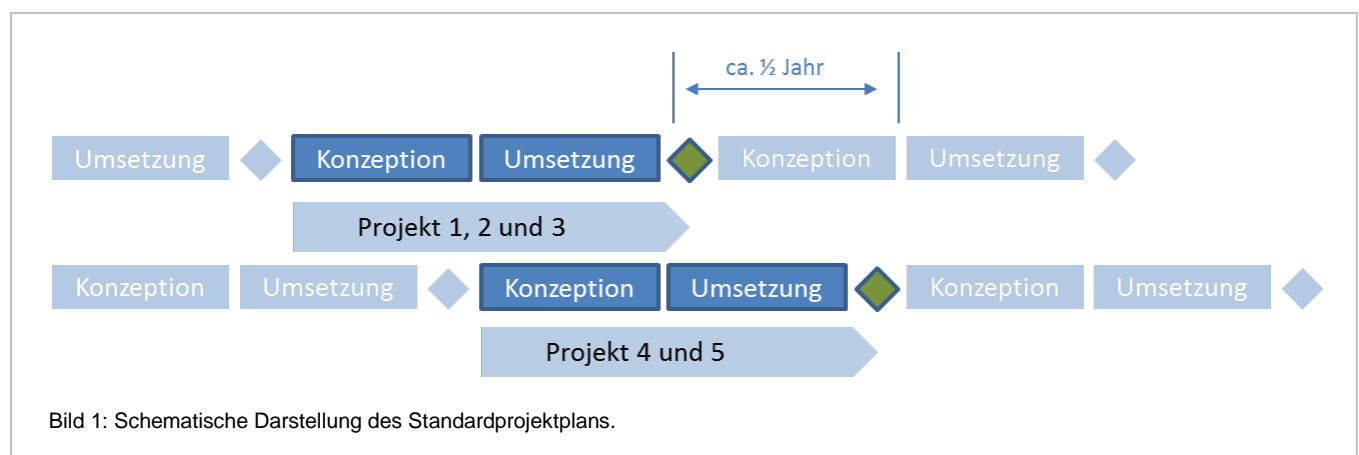 ca. ½ Jahr
Umsetzung Konzeption Umsetzung Konzeption Umsetzung
Projekt 1, 2 und 3
Konzeption Umsetzung Konzeption Umsetzung Konzeption Umsetzung
Projekt 4 und 5
Bild 1: Schematische Darstellung des Standardprojektplans.